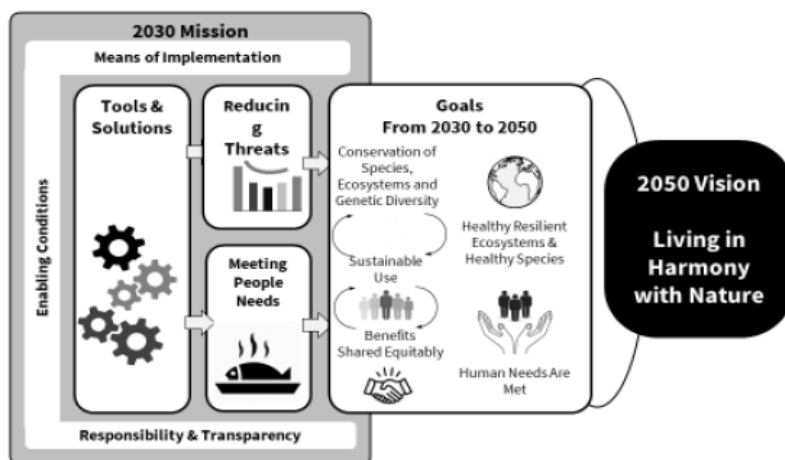 2030 Mission
Means of Implementation
Enabling Conditions
Tools &
Solutions
Reducin
g
Threats
Meeting
People
Needs
Responsibility & Transparency
Goals
From 2030 to 2050
Conservation of
Species,
Ecosystems and
Genetic Diversity
Sustainable
Use
Benefits
Shared Equitably
Healthy Resilient
Ecosystems &
Healthy Species
Human Needs Are
Met
2050 Vision
Living in
Harmony
with Nature